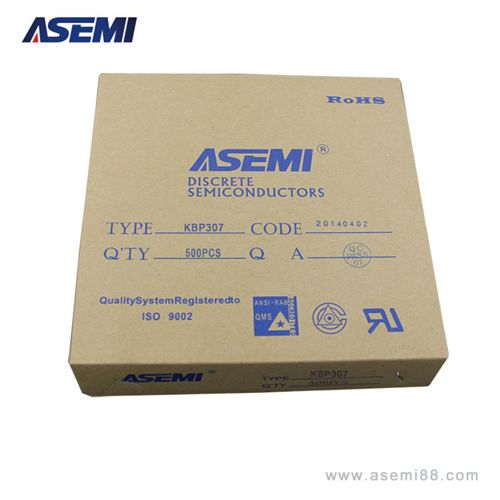 ASEMI
RoHS
ASEMI®
DISCRETE
SEMICONDUCTORS
TYPE KBP307 CODE 20140402
Q'TY 500PCS Q A QC PASS 07
QualitySystemRegisteredto
ISO 9002
ANSI-RAB
QMS
ASEMI
TYPE KBP307
Q'TY 500PCS
www.asemi88.com